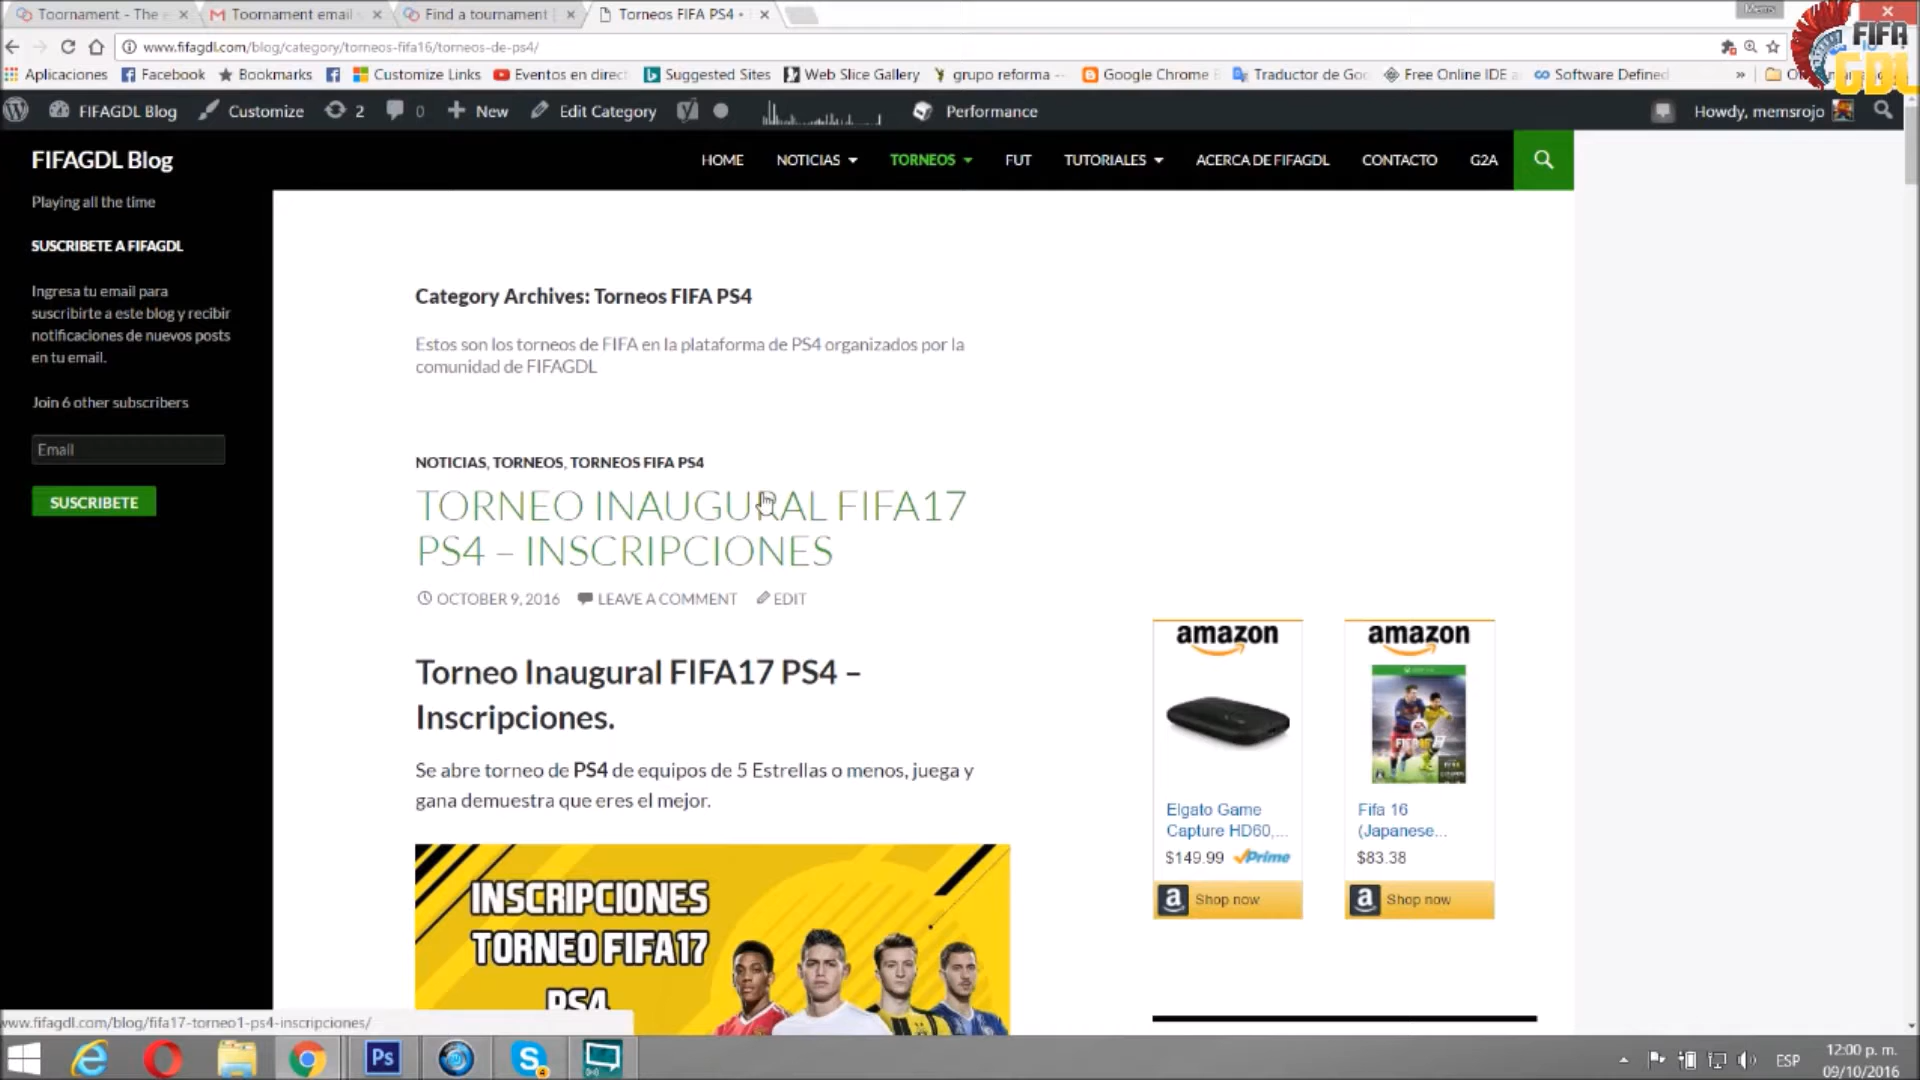 Toornament - The e
Toornament email
Find a tournament |
Torneos FIFA PS4 •
Memo
www.fifagdl.com/blog/category/torneos-fifa16/torneos-de-ps4/
FIFA
GDL
Aplicaciones
Facebook
Bookmarks
Customize Links
Eventos en direct
Suggested Sites
Web Slice Gallery
grupo reforma --
Google Chrome E
Traductor de Goo
Free Online IDE a
Software Defined
»
FIFAGDL Blog
Customize
2
0
New
Edit Category
Performance
Howdy, memsrojo
FIFAGDL Blog
HOME
NOTICIAS
TORNEOS
FUT
TUTORIALES
ACERCA DE FIFAGDL
CONTACTO
G2A
Playing all the time
SUSCRIBETE A FIFAGDL
Ingresa tu email para
suscribirte a este blog y recibir
notificaciones de nuevos posts
en tu email.
Join 6 other subscribers
Email
SUSCRIBETE
Category Archives: Torneos FIFA PS4
Estos son los torneos de FIFA en la plataforma de PS4 organizados por la
comunidad de FIFAGDL
NOTICIAS, TORNEOS, TORNEOS FIFA PS4
TORNEO INAUGURAL FIFA17
PS4 – INSCRIPCIONES
OCTOBER 9, 2016
LEAVE A COMMENT
EDIT
Torneo Inaugural FIFA17 PS4 –
Inscripciones.
Se abre torneo de PS4 de equipos de 5 Estrellas o menos, juega y
gana demuestra que eres el mejor.
INSCRIPCIONES
TORNEO FIFA17
PS4
amazon
Elgato Game
Capture HD60,...
$149.99 Prime
a Shop now
amazon
Fifa 16
(Japanese...
$83.38
a Shop now
www.fifagdl.com/blog/fifa17-torneo1-ps4-inscripciones/
Ps
4
ESP
12:00 p. m.
09/10/2016